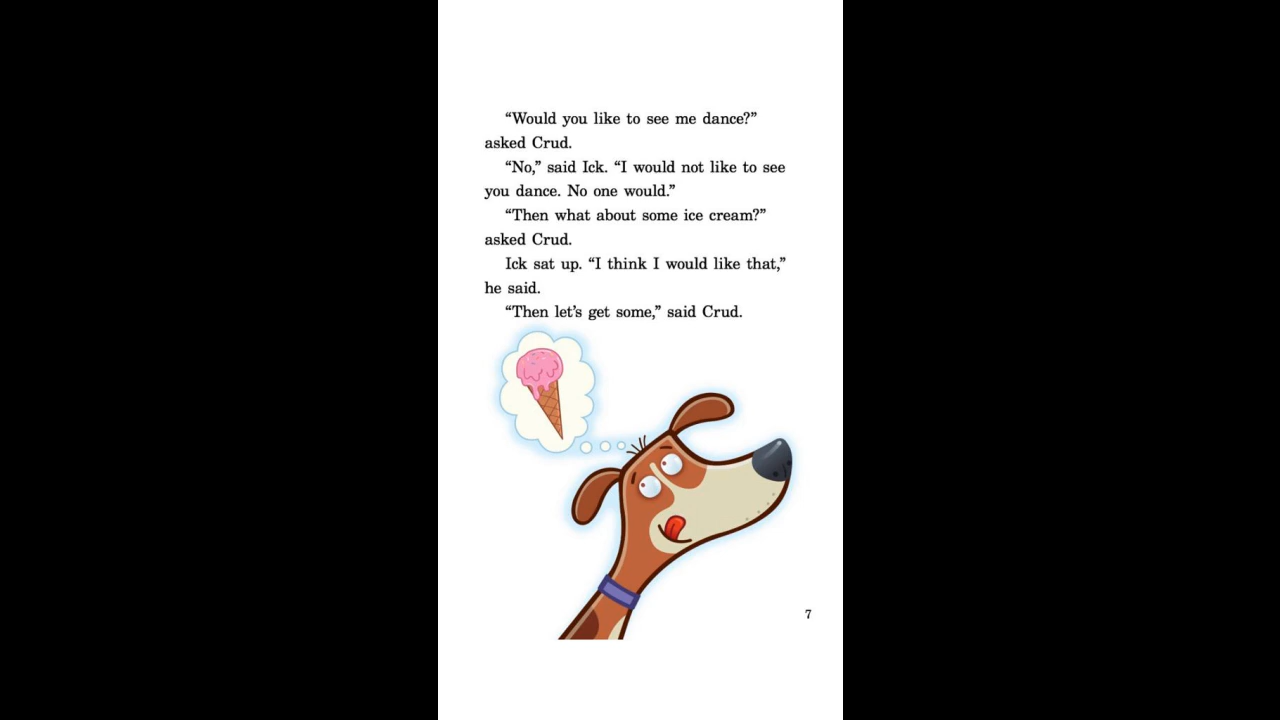 “Would you like to see me dance?”
asked Crud.
“No,” said Ick. “I would not like to see
you dance. No one would.”
“Then what about some ice cream?”
asked Crud.
Ick sat up. “I think I would like that,”
he said.
“Then let’s get some,” said Crud.
7